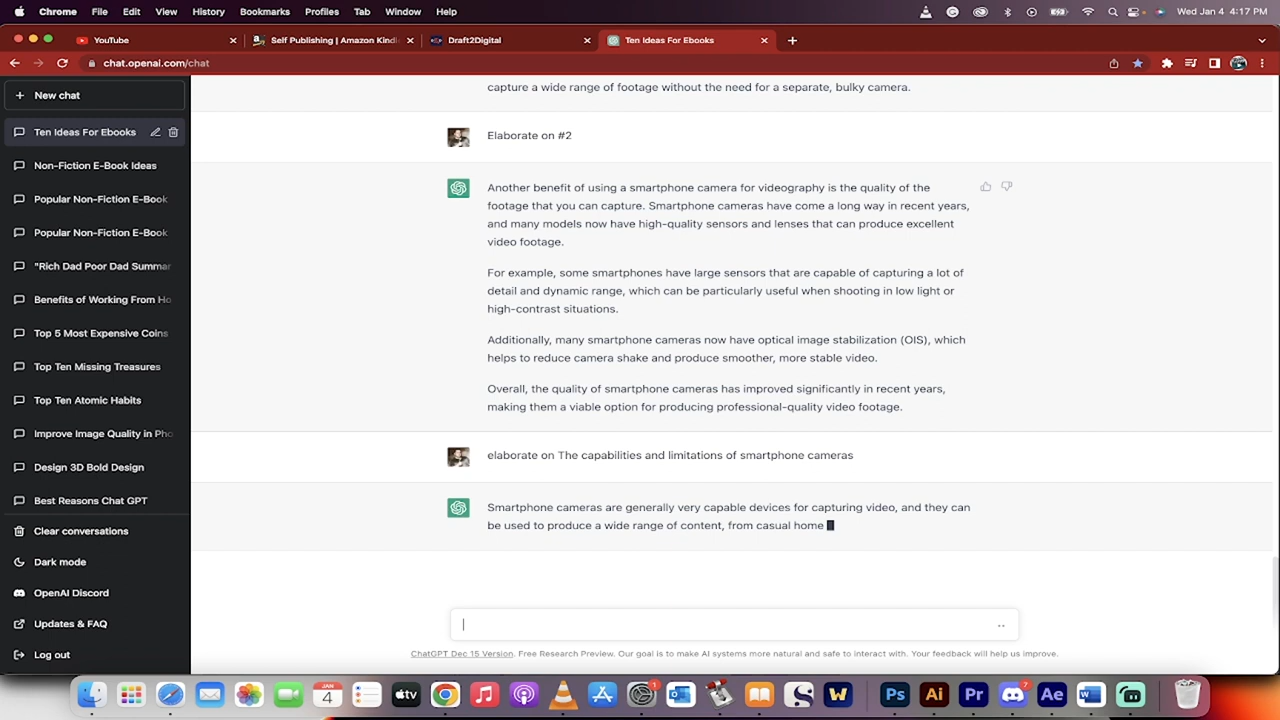 Chrome File Edit View History Bookmarks Profiles Tab Window Help Wed Jan 4 4:17 PM
YouTube Self Publishing | Amazon Kindl Draft2Digital Ten Ideas For Ebooks
chat.openai.com/chat
New chat
Ten Ideas For Ebooks
Non-Fiction E-Book Ideas
Popular Non-Fiction E-Book
Popular Non-Fiction E-Book
"Rich Dad Poor Dad Summar
Benefits of Working From Ho
Top 5 Most Expensive Coins
Top Ten Missing Treasures
Top Ten Atomic Habits
Improve Image Quality in Pho
Design 3D Bold Design
Best Reasons Chat GPT
Clear conversations
Dark mode
OpenAI Discord
Updates & FAQ
Log out
capture a wide range of footage without the need for a separate, bulky camera.
Elaborate on #2
Another benefit of using a smartphone camera for videography is the quality of the
footage that you can capture. Smartphone cameras have come a long way in recent years,
and many models now have high-quality sensors and lenses that can produce excellent
video footage.
For example, some smartphones have large sensors that are capable of capturing a lot of
detail and dynamic range, which can be particularly useful when shooting in low light or
high-contrast situations.
Additionally, many smartphone cameras now have optical image stabilization (OIS), which
helps to reduce camera shake and produce smoother, more stable video.
Overall, the quality of smartphone cameras has improved significantly in recent years,
making them a viable option for producing professional-quality video footage.
elaborate on The capabilities and limitations of smartphone cameras
Smartphone cameras are generally very capable devices for capturing video, and they can
be used to produce a wide range of content, from casual home
ChatGPT Dec 15 Version. Free Research Preview. Our goal is to make AI systems more natural and safe to interact with. Your feedback will help us improve.
JAN
4
tv
1
W
Ps
Ai
Pr
7
Ae
W